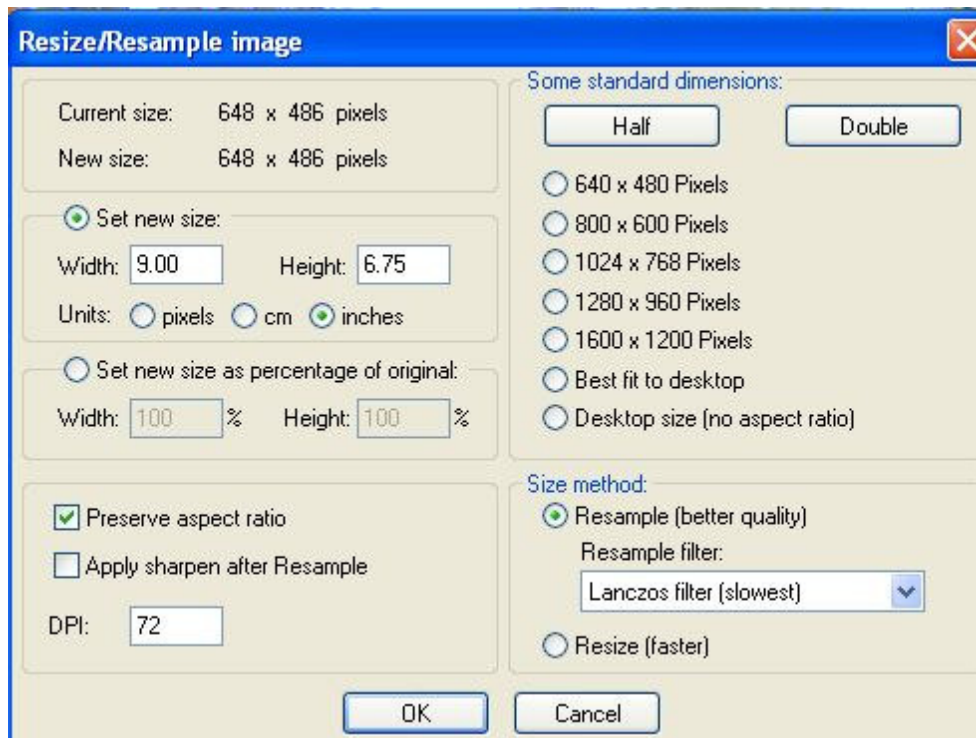 Resize/Resample image
Current size: 648 x 486 pixels
New size: 648 x 486 pixels
Set new size:
Width: 9.00 Height: 6.75
Units: pixels cm inches
Set new size as percentage of original:
Width: 100 % Height: 100 %
Preserve aspect ratio
Apply sharpen after Resample
DPI: 72
Some standard dimensions:
Half Double
640 x 480 Pixels
800 x 600 Pixels
1024 x 768 Pixels
1280 x 960 Pixels
1600 x 1200 Pixels
Best fit to desktop
Desktop size (no aspect ratio)
Size method:
Resample (better quality)
Resample filter:
Lanczos filter (slowest)
Resize (faster)
OK Cancel